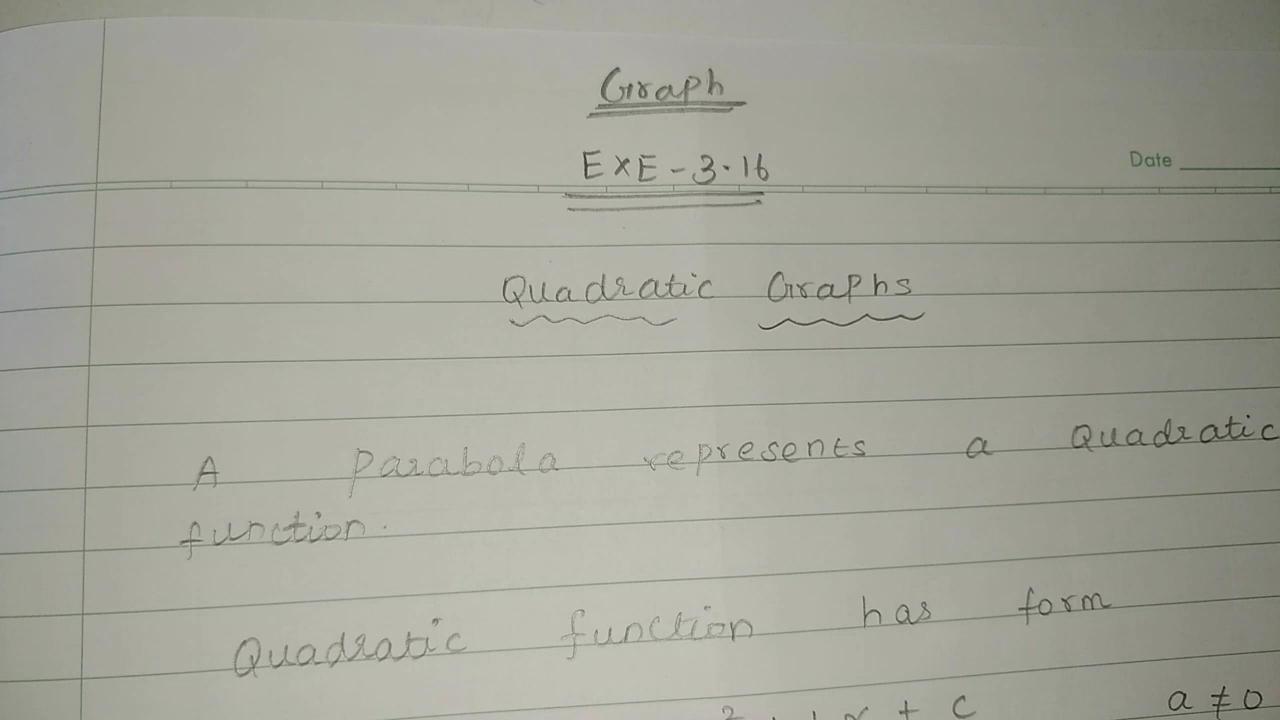 Graph
EXE - 3.16
Date
Quadratic Graphs
A Parabola represents a Quadratic
function.
Quadratic function has form
+ c a ≠ 0